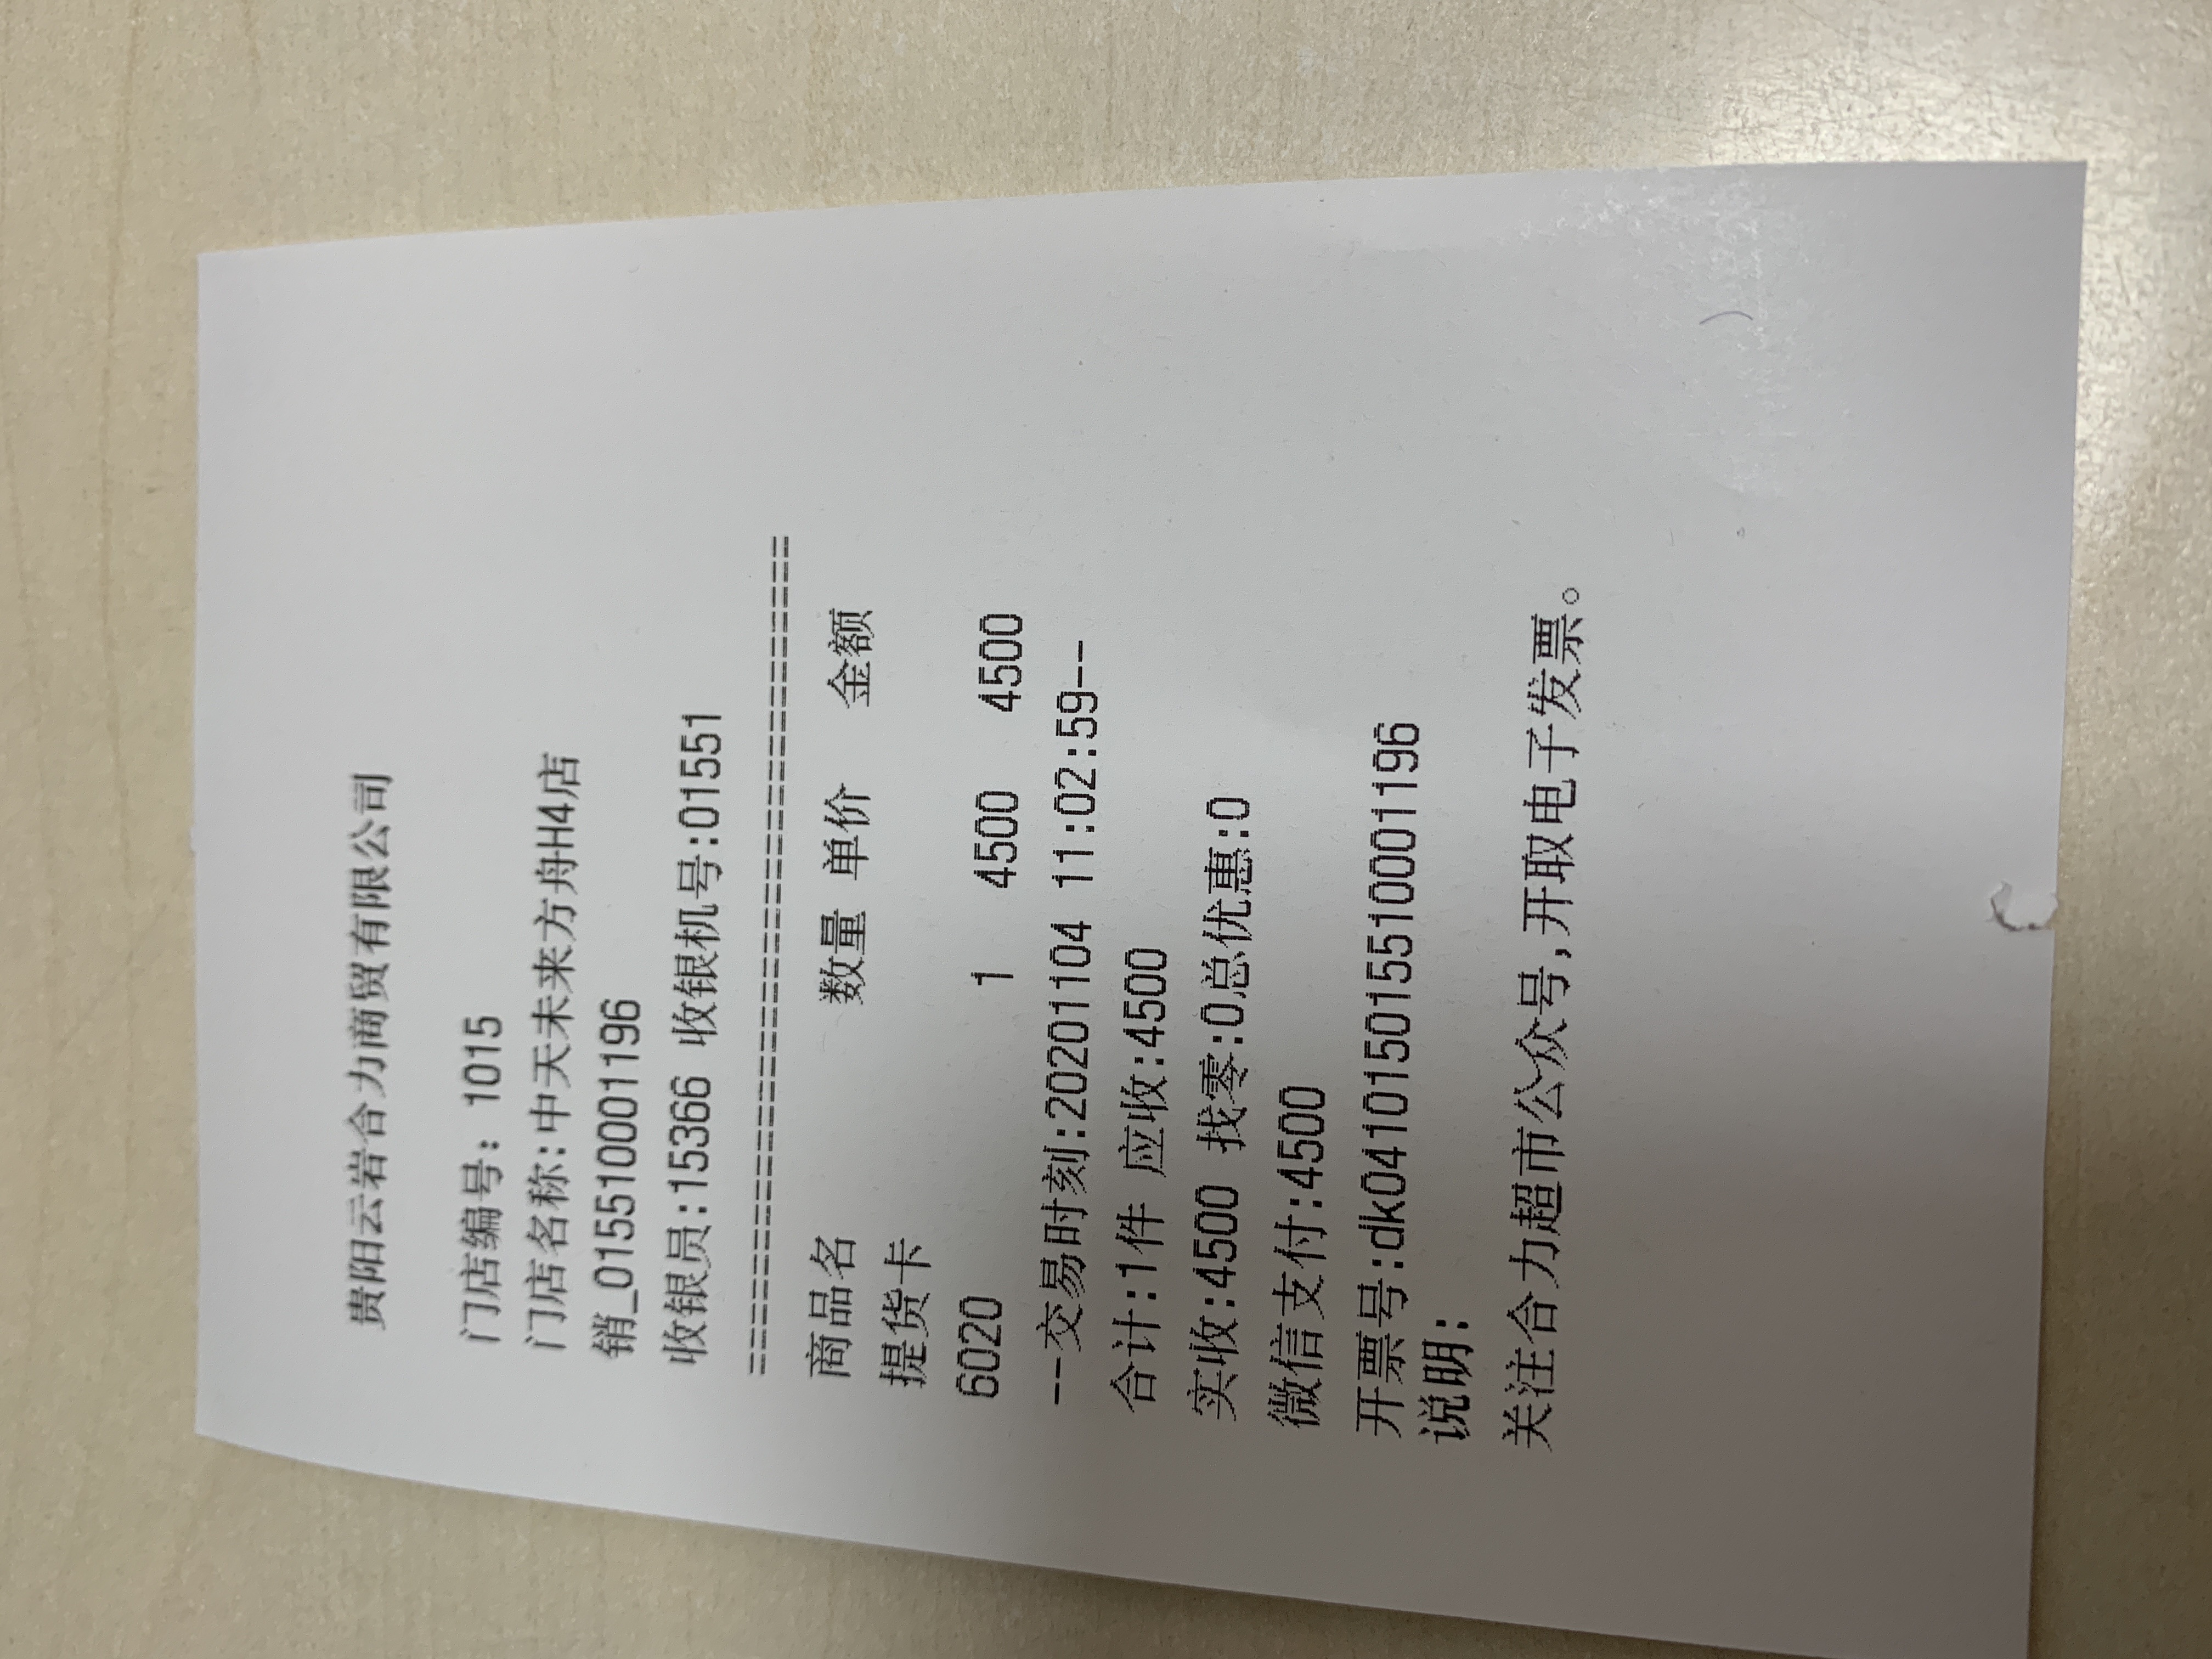 贵阳云岩合力商贸有限公司
门店编号: 1015
门店名称:中天未来方舟H4店
销_0155100001196
收银员:15366 收银机号:01551
==========================================
商品名 数量 单价 金额
提货卡
6020 1 4500 4500
--交易时刻:20201104 11:02:59--
合计:1件 应收:4500
实收:4500 找零:0总优惠:0
微信支付:4500
开票号:dk041015015510001196
说明:
关注合力超市公众号,开取电子发票。